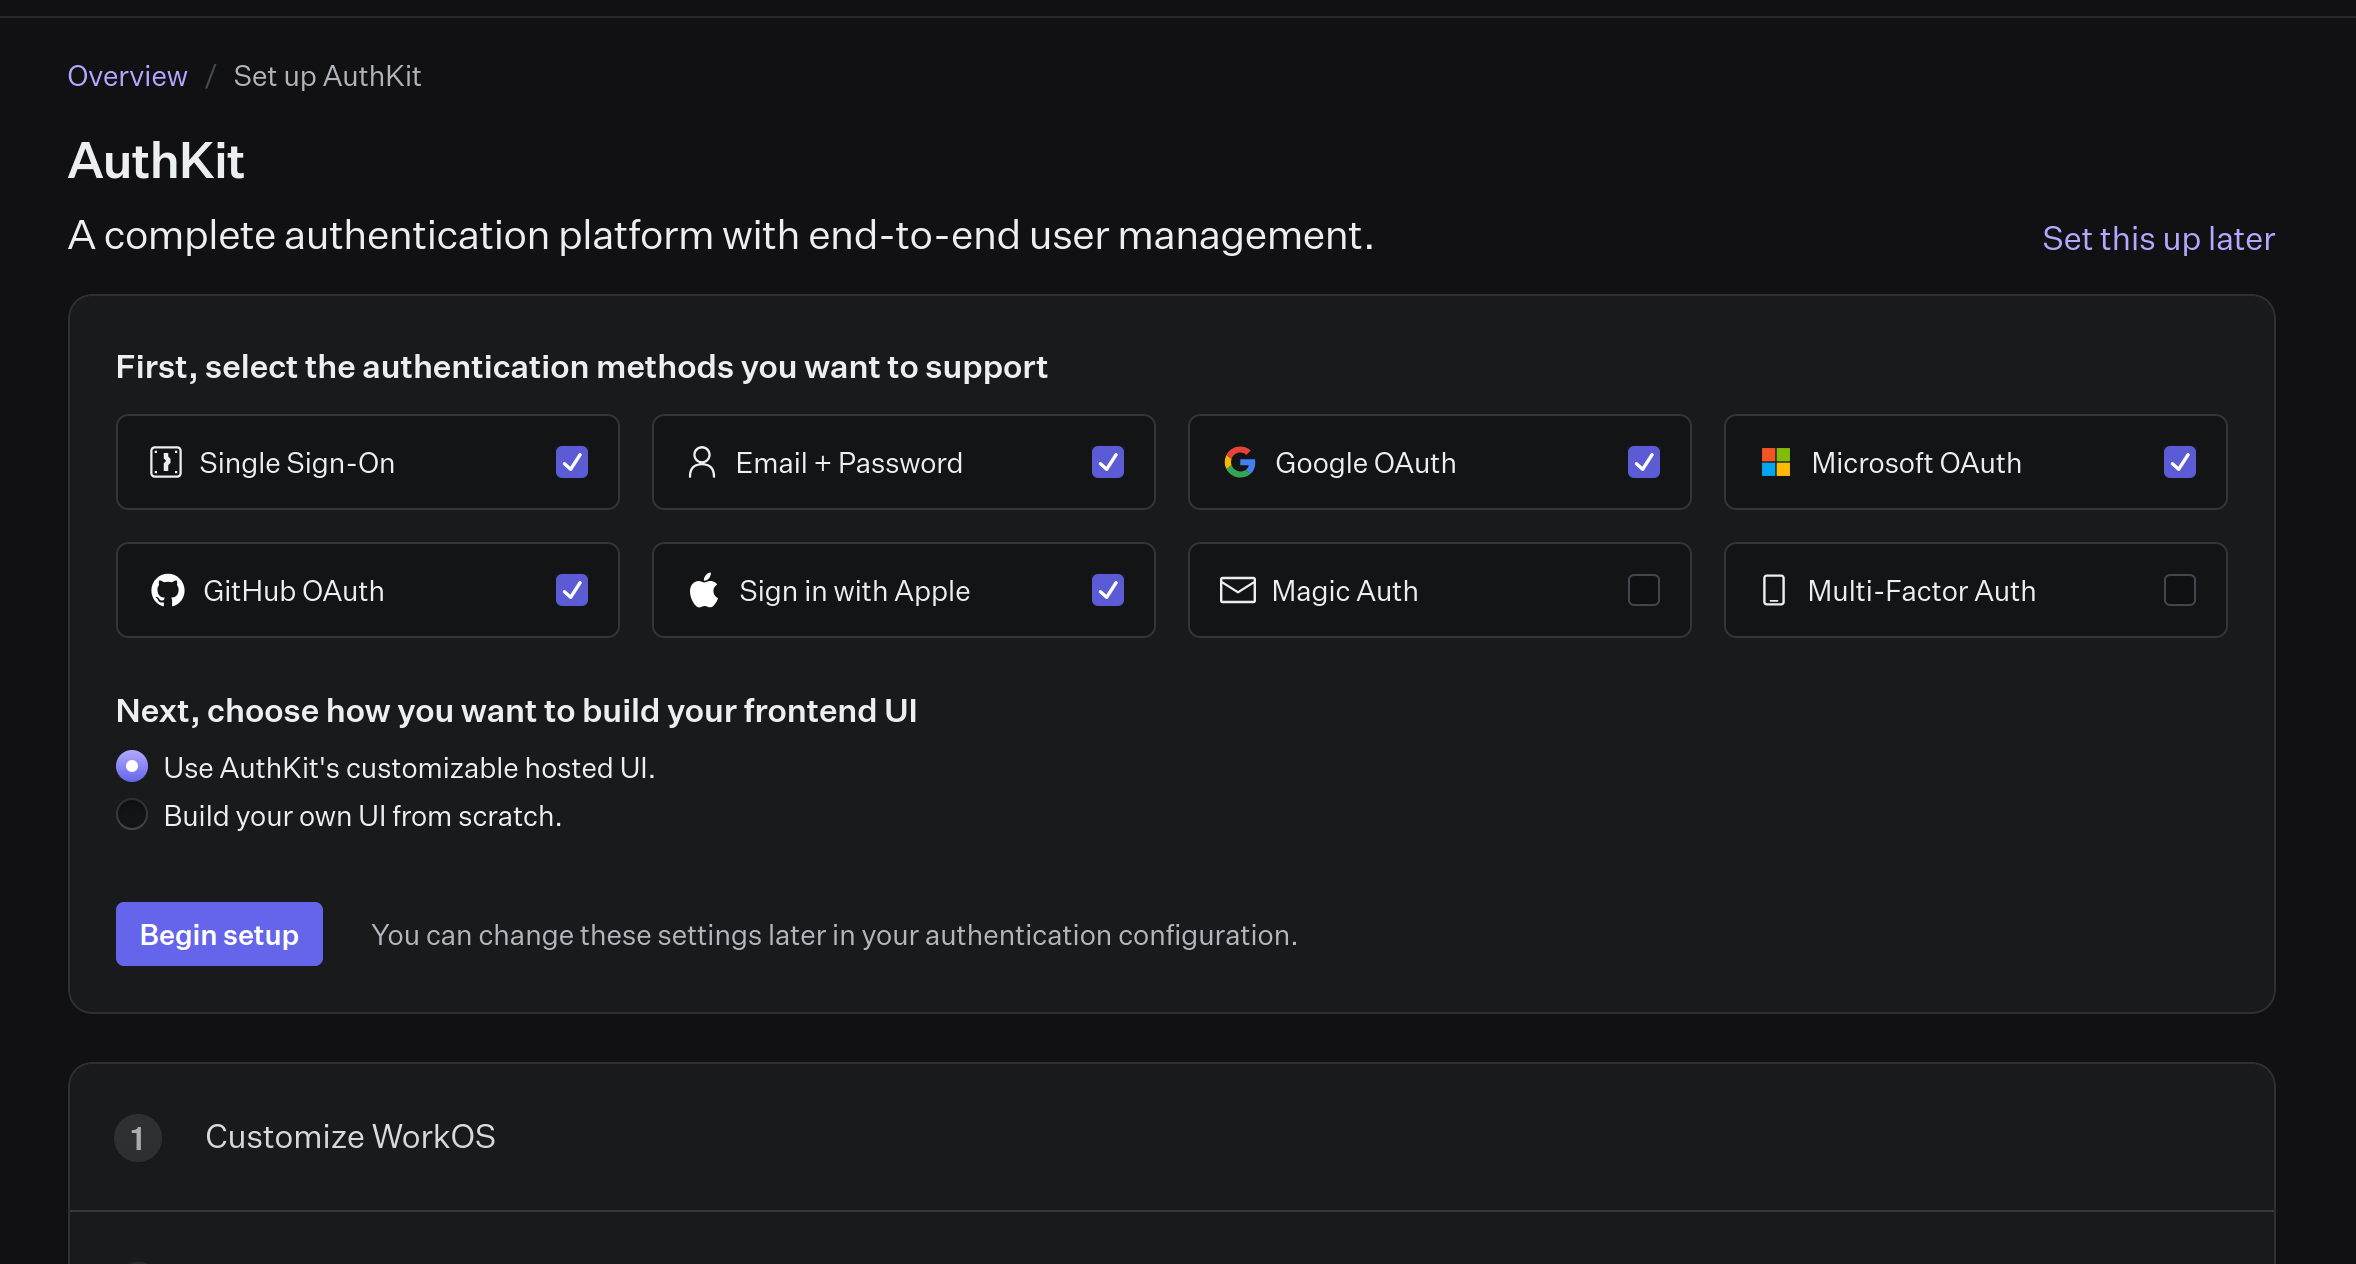 Overview / Set up AuthKit
AuthKit
A complete authentication platform with end-to-end user management.
Set this up later
First, select the authentication methods you want to support
Single Sign-On
Email + Password
Google OAuth
Microsoft OAuth
GitHub OAuth
Sign in with Apple
Magic Auth
Multi-Factor Auth
Next, choose how you want to build your frontend UI
Use AuthKit's customizable hosted UI.
Build your own UI from scratch.
Begin setup
You can change these settings later in your authentication configuration.
1 Customize WorkOS